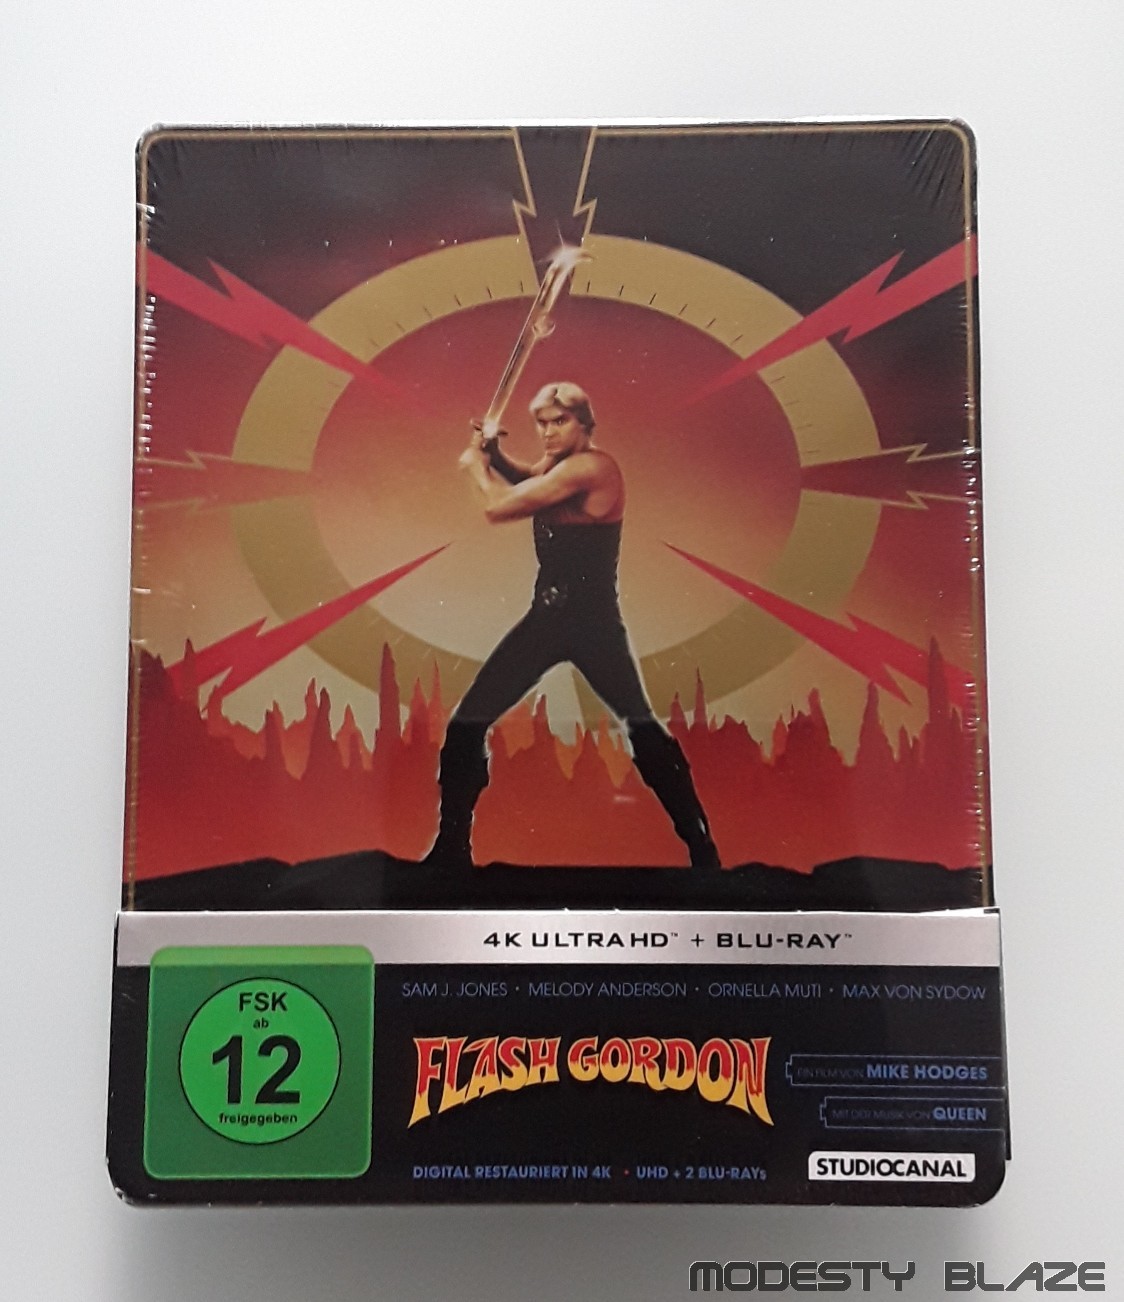 4K ULTRA HD™ + BLU-RAY™
SAM J. JONES · MELODY ANDERSON · ORNELLA MUTI · MAX VON SYDOW
FSK
ab
12
freigegeben
FLASH GORDON
EIN FILM VON MIKE HODGES
MIT DER MUSIK VON QUEEN
DIGITAL RESTAURIERT IN 4K • UHD + 2 BLU-RAYs
STUDIOCANAL
MODESTY BLAZE